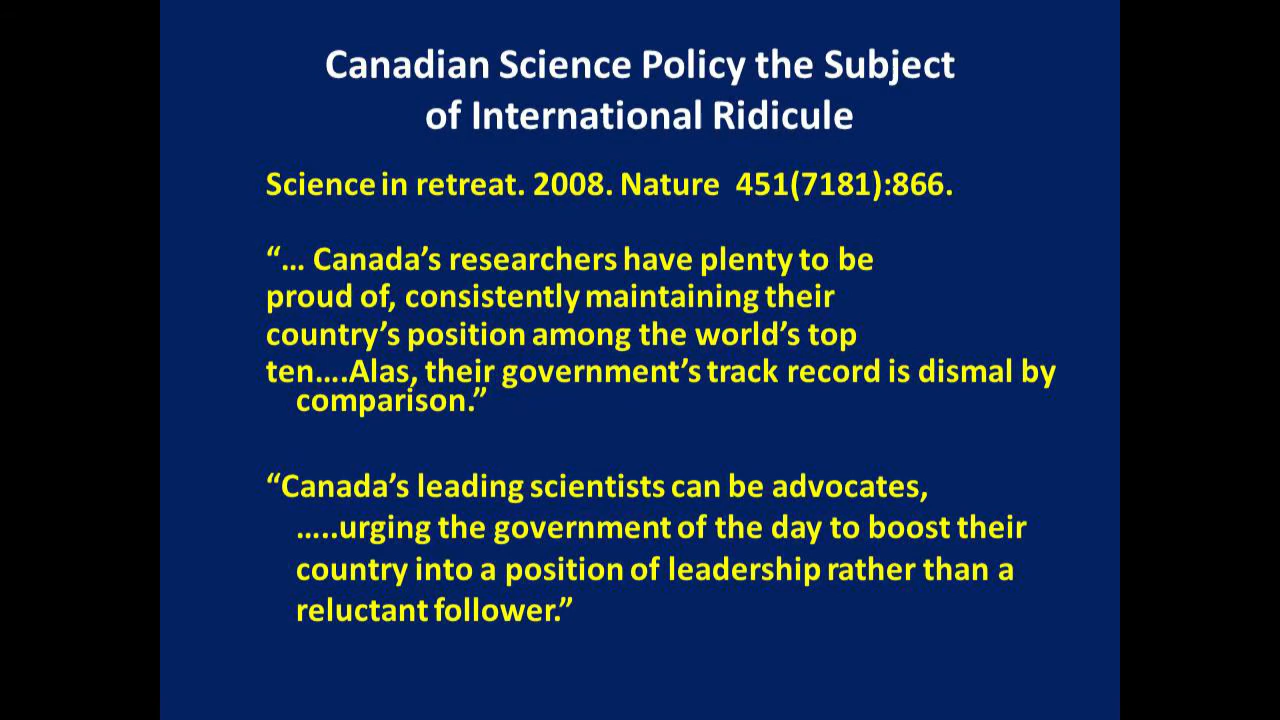 Canadian Science Policy the Subject
of International Ridicule
Science in retreat. 2008. Nature 451(7181):866.
“… Canada’s researchers have plenty to be
proud of, consistently maintaining their
country’s position among the world’s top
ten….Alas, their government’s track record is dismal by
comparison.”
“Canada’s leading scientists can be advocates,
…..urging the government of the day to boost their
country into a position of leadership rather than a
reluctant follower.”